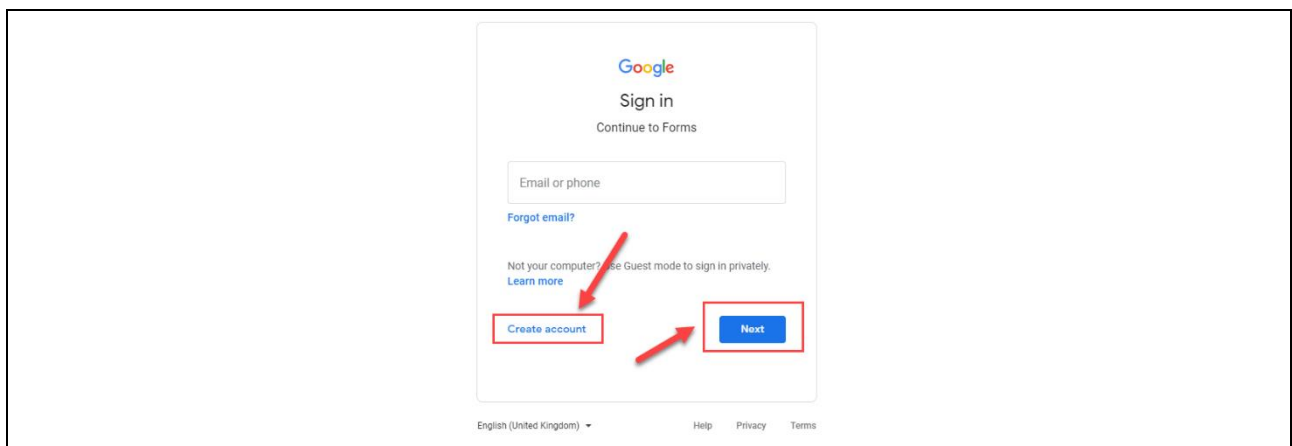 Google
Sign in
Continue to Forms
Email or phone
Forgot email?
Not your computer? Guest mode to sign in privately.
Learn more
Create account
Next
English (United Kingdom)
Help Privacy Terms